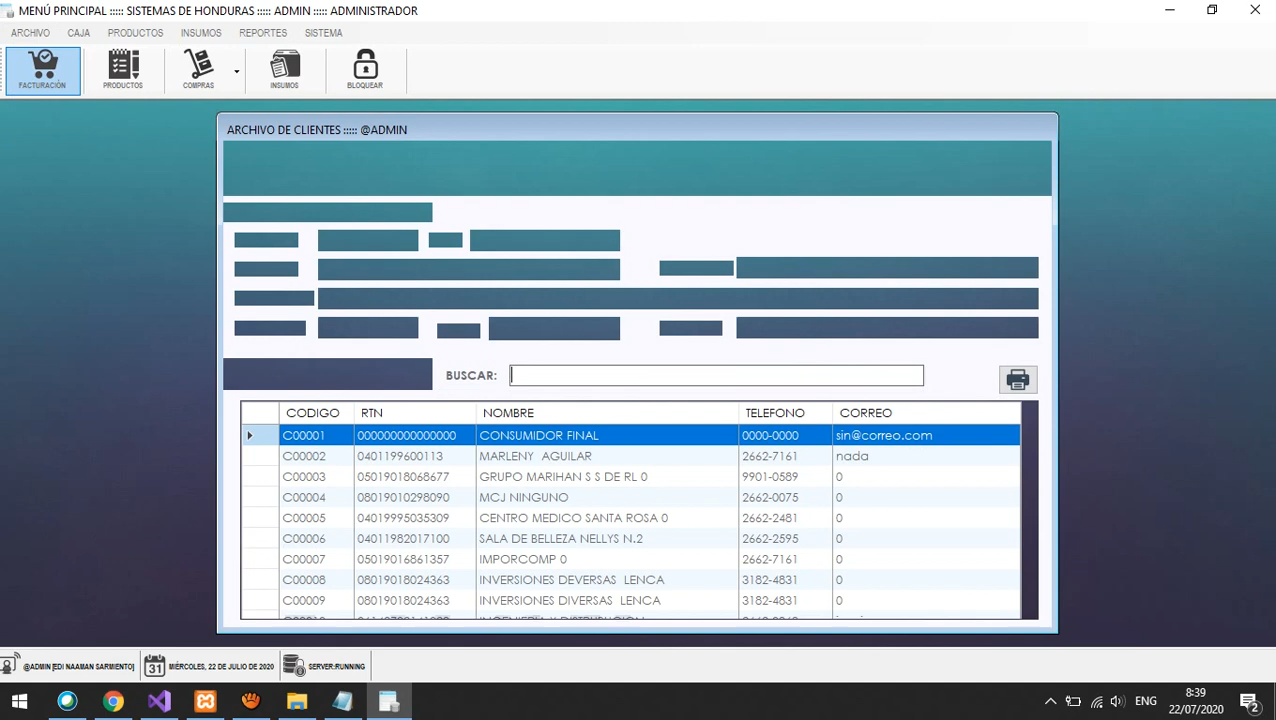 MENÚ PRINCIPAL ::::: SISTEMAS DE HONDURAS ::::: ADMIN ::::: ADMINISTRADOR
ARCHIVO CAJA PRODUCTOS INSUMOS REPORTES SISTEMA
FACTURACIÓN PRODUCTOS COMPRAS INSUMOS BLOQUEAR
ARCHIVO DE CLIENTES ::::: @ADMIN
BUSCAR:
CODIGO RTN NOMBRE TELEFONO CORREO
C00001 000000000000000 CONSUMIDOR FINAL 0000-0000 sin@correo.com
C00002 0401199600113 MARLENY AGUILAR 2662-7161 nada
C00003 05019018068677 GRUPO MARIHAN S S DE RL 0 9901-0589 0
C00004 08019010298090 MCJ NINGUNO 2662-0075 0
C00005 04019995035309 CENTRO MEDICO SANTA ROSA 0 2662-2481 0
C00006 04011982017100 SALA DE BELLEZA NELLYS N.2 2662-2595 0
C00007 05019016861357 IMPORCOMP 0 2662-7161 0
C00008 08019018024363 INVERSIONES DEVERSAS LENCA 3182-4831 0
C00009 08019018024363 INVERSIONES DIVERSAS LENCA 3182-4831 0
@ADMIN [EDI NAAMAN SARMIENTO] 31 MIÉRCOLES, 22 DE JULIO DE 2020 SERVER:RUNNING
ENG
8:39
22/07/2020
2